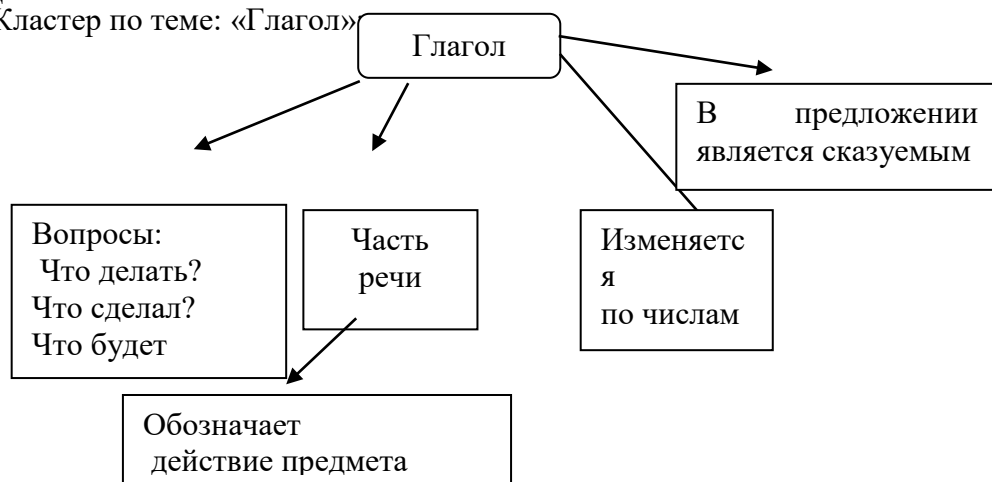 Кластер по теме: «Глагол»
Глагол
В предложении
является сказуемым
Вопросы:
Что делать?
Что сделал?
Что будет
Часть
речи
Изменяетс
я
по числам
Обозначает
действие предмета